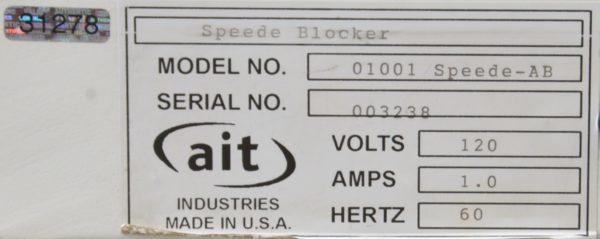 31278
Speede Blocker
MODEL NO. 01001 Speede-AB
SERIAL NO. 003238
ait
INDUSTRIES
MADE IN U.S.A.
VOLTS 120
AMPS 1.0
HERTZ 60